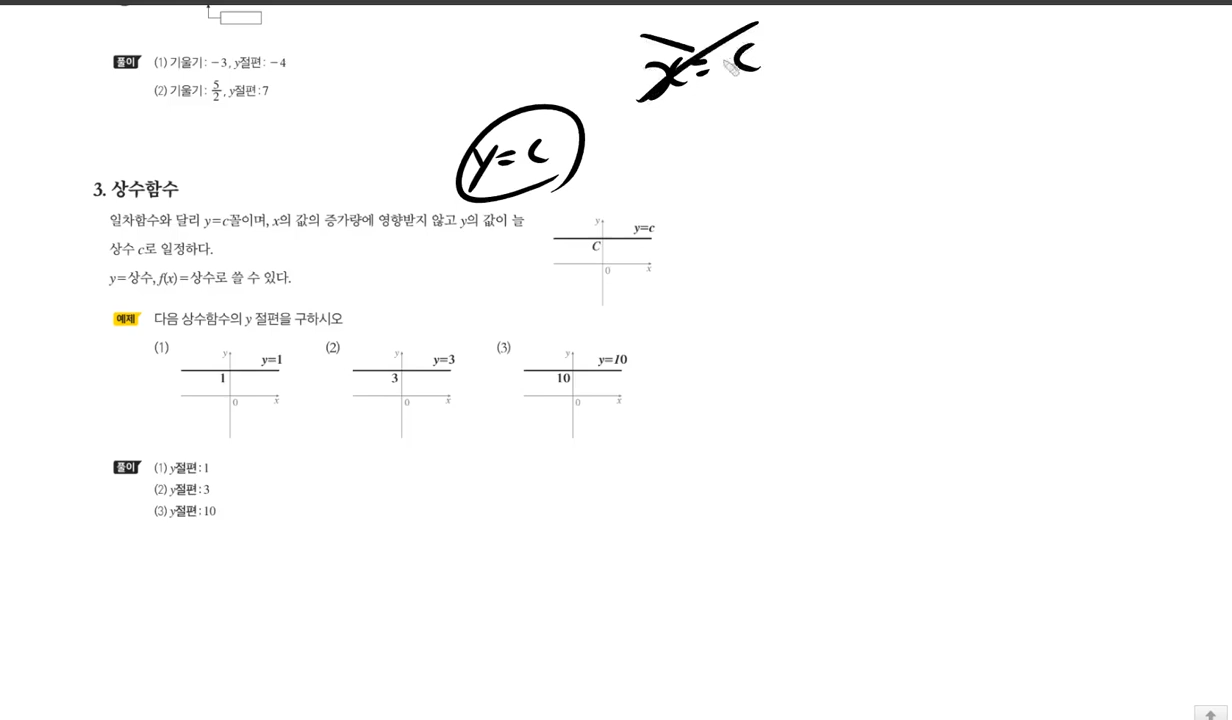 풀이 (1) 기울기: −3, y절편: −4
(2) 기울기: 5/2, y절편: 7
x = c
y = c
3. 상수함수
일차함수와 달리 y=c꼴이며, x의 값의 증가량에 영향받지 않고 y의 값이 늘
상수 c로 일정하다.
y=상수, f(x)=상수로 쓸 수 있다.
y
y=c
C
0
x
예제 다음 상수함수의 y 절편을 구하시오
(1) (2) (3)
y y=1 y y=3 y y=10
1 3 10
0 x 0 x 0 x
풀이 (1) y절편: 1
(2) y절편: 3
(3) y절편: 10